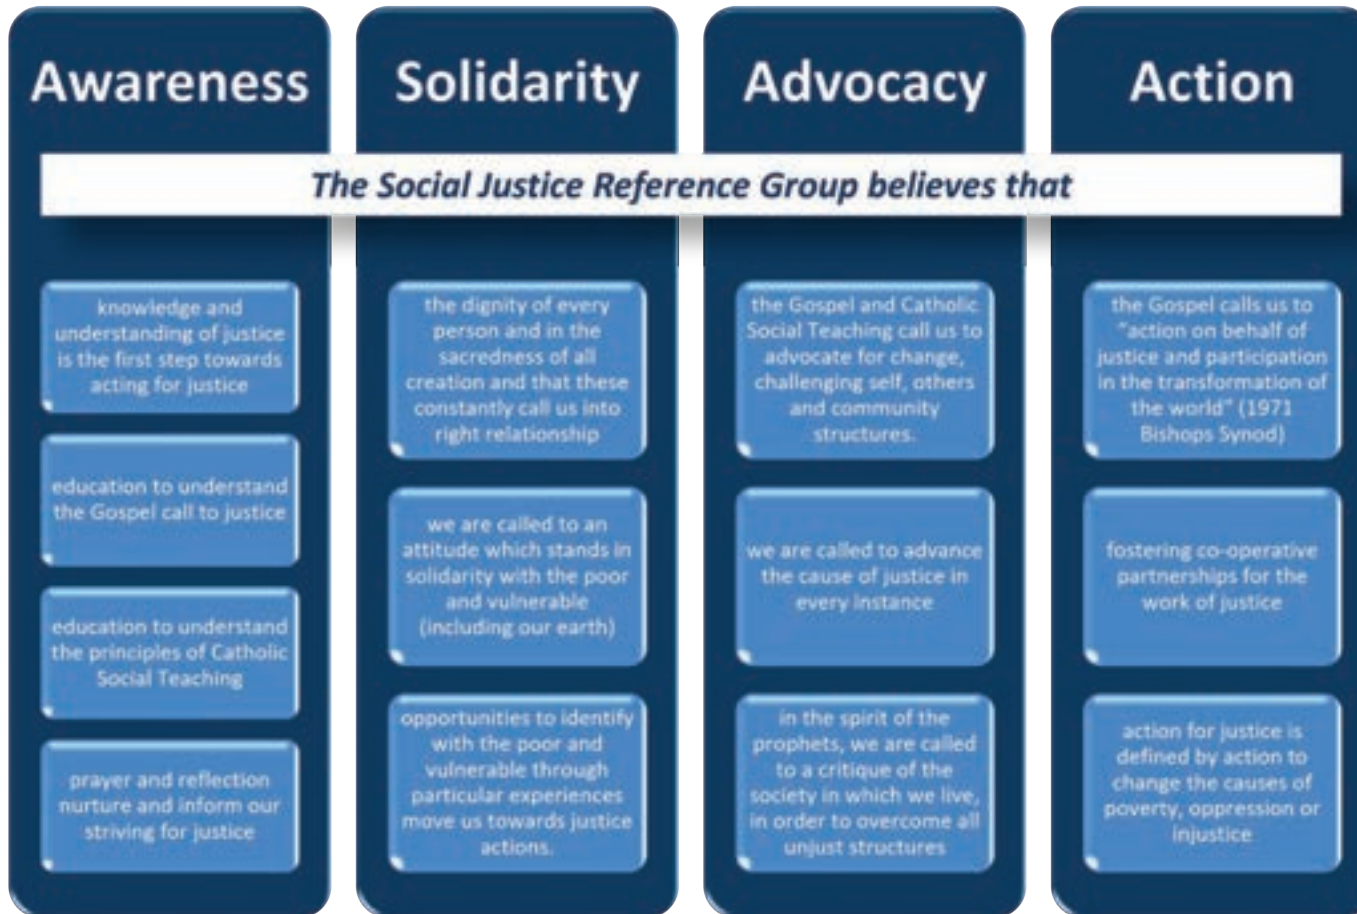 Awareness
Solidarity
Advocacy
Action
The Social Justice Reference Group believes that
knowledge and
understanding of justice
is the first step towards
acting for justice
education to understand
the Gospel call to justice
education to understand
the principles of Catholic
Social Teaching
prayer and reflection
nurture and inform our
striving for justice
the dignity of every
person and in the
sacredness of all
creation and that these
constantly call us into
right relationship
we are called to an
attitude which stands in
solidarity with the poor
and vulnerable
(including our earth)
opportunities to identify
with the poor and
vulnerable through
particular experiences
move us towards justice
actions.
the Gospel and Catholic
Social Teaching call us to
advocate for change,
challenging self, others
and community
structures.
we are called to advance
the cause of justice in
every instance
in the spirit of the
prophets, we are called
to a critique of the
society in which we live,
in order to overcome all
unjust structures
the Gospel calls us to
“action on behalf of
justice and participation
in the transformation of
the world” (1971
Bishops Synod)
fostering co-operative
partnerships for the
work of justice
action for justice is
defined by action to
change the causes of
poverty, oppression or
injustice